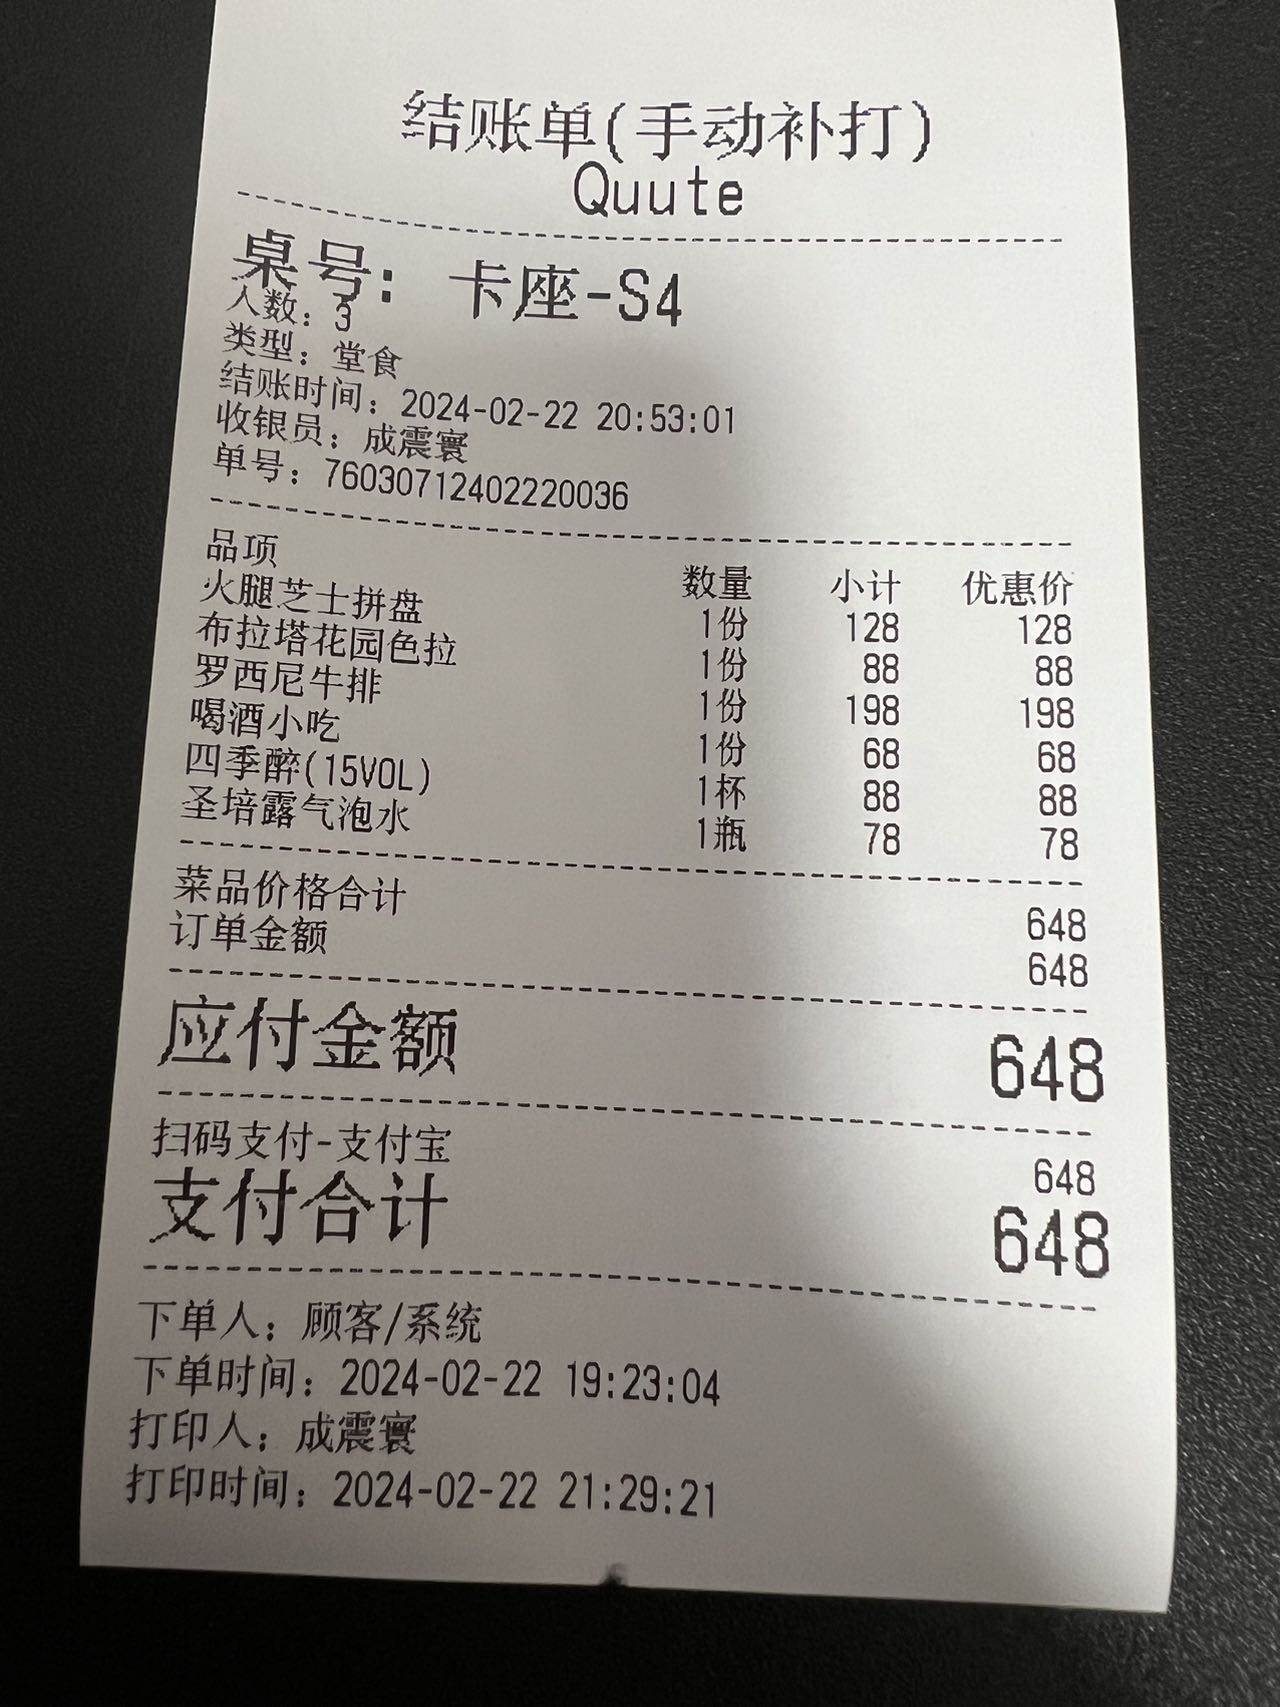 结账单(手动补打)
Quute
桌号: 卡座-S4
人数: 3
类型: 堂食
结账时间: 2024-02-22 20:53:01
收银员: 成震寰
单号: 76030712402220036
品项 数量 小计 优惠价
火腿芝士拼盘 1份 128 128
布拉塔花园色拉 1份 88 88
罗西尼牛排 1份 198 198
喝酒小吃 1份 68 68
四季醉(15VOL) 1杯 88 88
圣培露气泡水 1瓶 78 78
菜品价格合计 648
订单金额 648
应付金额 648
扫码支付-支付宝 648
支付合计 648
下单人: 顾客/系统
下单时间: 2024-02-22 19:23:04
打印人: 成震寰
打印时间: 2024-02-22 21:29:21